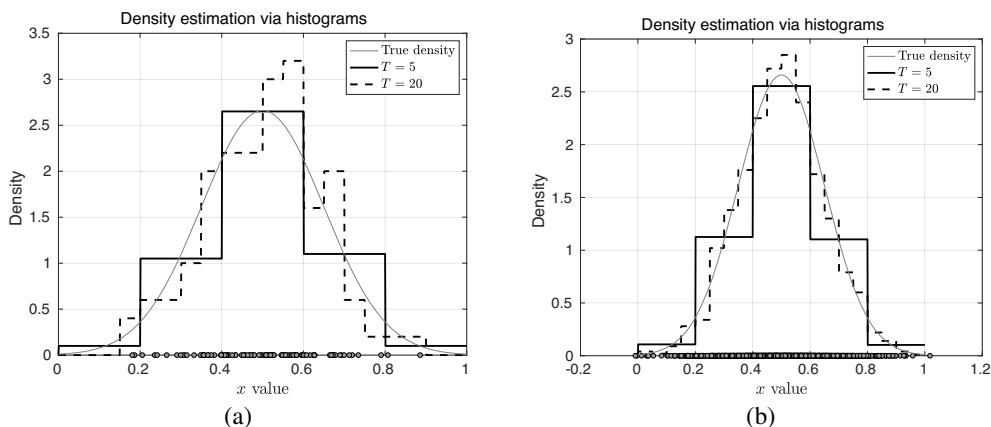 Density estimation via histograms
3.5
3
2.5
2
1.5
1
0.5
0
Density
True density
T = 5
T = 20
0 0.2 0.4 0.6 0.8 1
x value
(a)
Density estimation via histograms
3
2.5
2
1.5
1
0.5
0
Density
True density
T = 5
T = 20
-0.2 0 0.2 0.4 0.6 0.8 1 1.2
x value
(b)